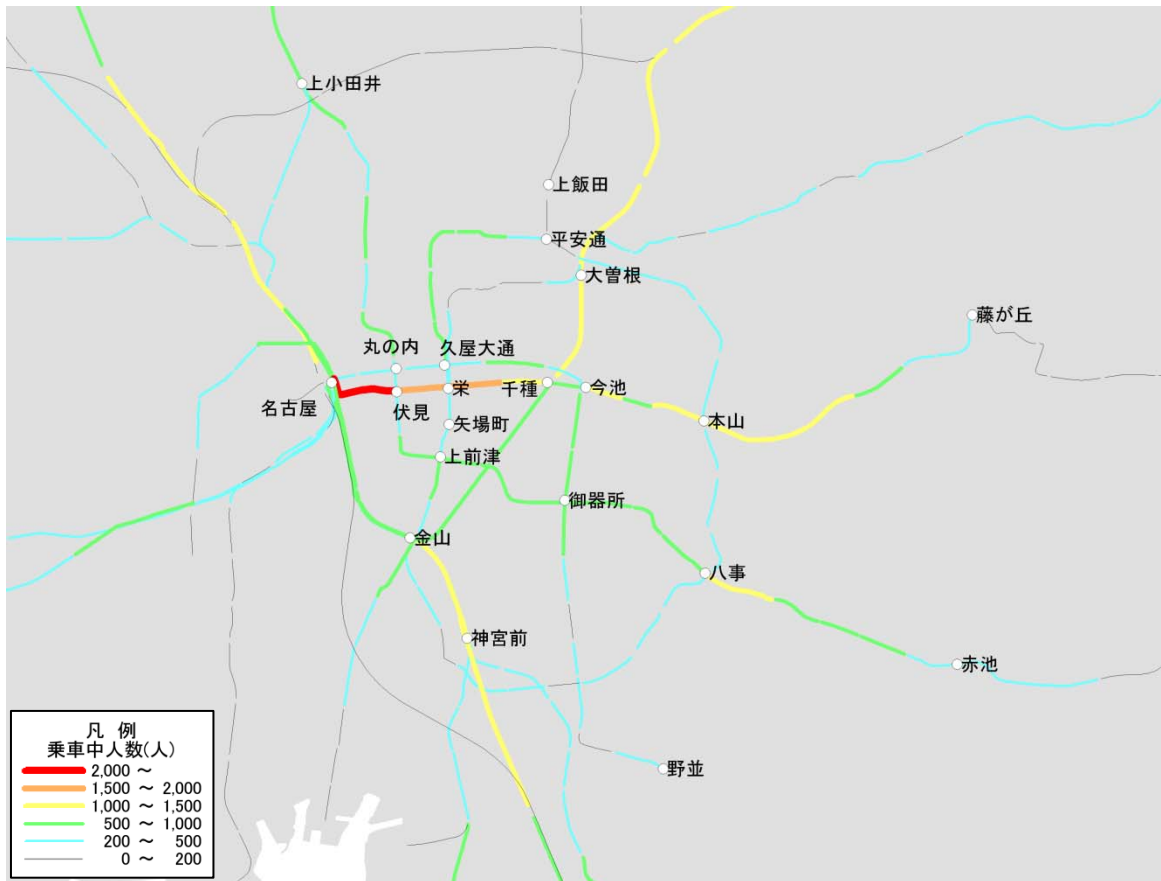 上小田井
上飯田
平安通
大曽根
藤が丘
丸の内
久屋大通
名古屋
伏見
栄
千種
今池
矢場町
本山
上前津
御器所
金山
八事
神宮前
赤池
野並
凡 例
乗車中人数(人)
2,000 ～
1,500 ～ 2,000
1,000 ～ 1,500
500 ～ 1,000
200 ～ 500
0 ～ 200